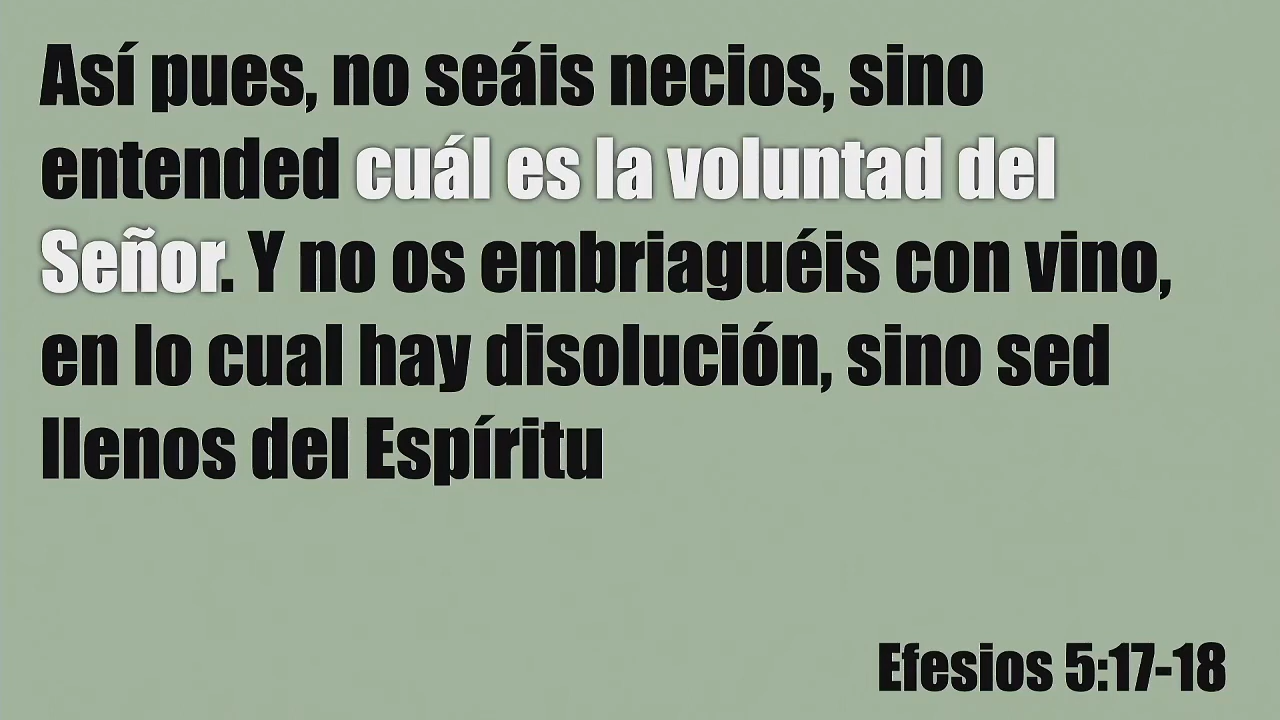 Así pues, no seáis necios, sino
entended cuál es la voluntad del
Señor. Y no os embriaguéis con vino,
en lo cual hay disolución, sino sed
llenos del Espíritu
Efesios 5:17-18